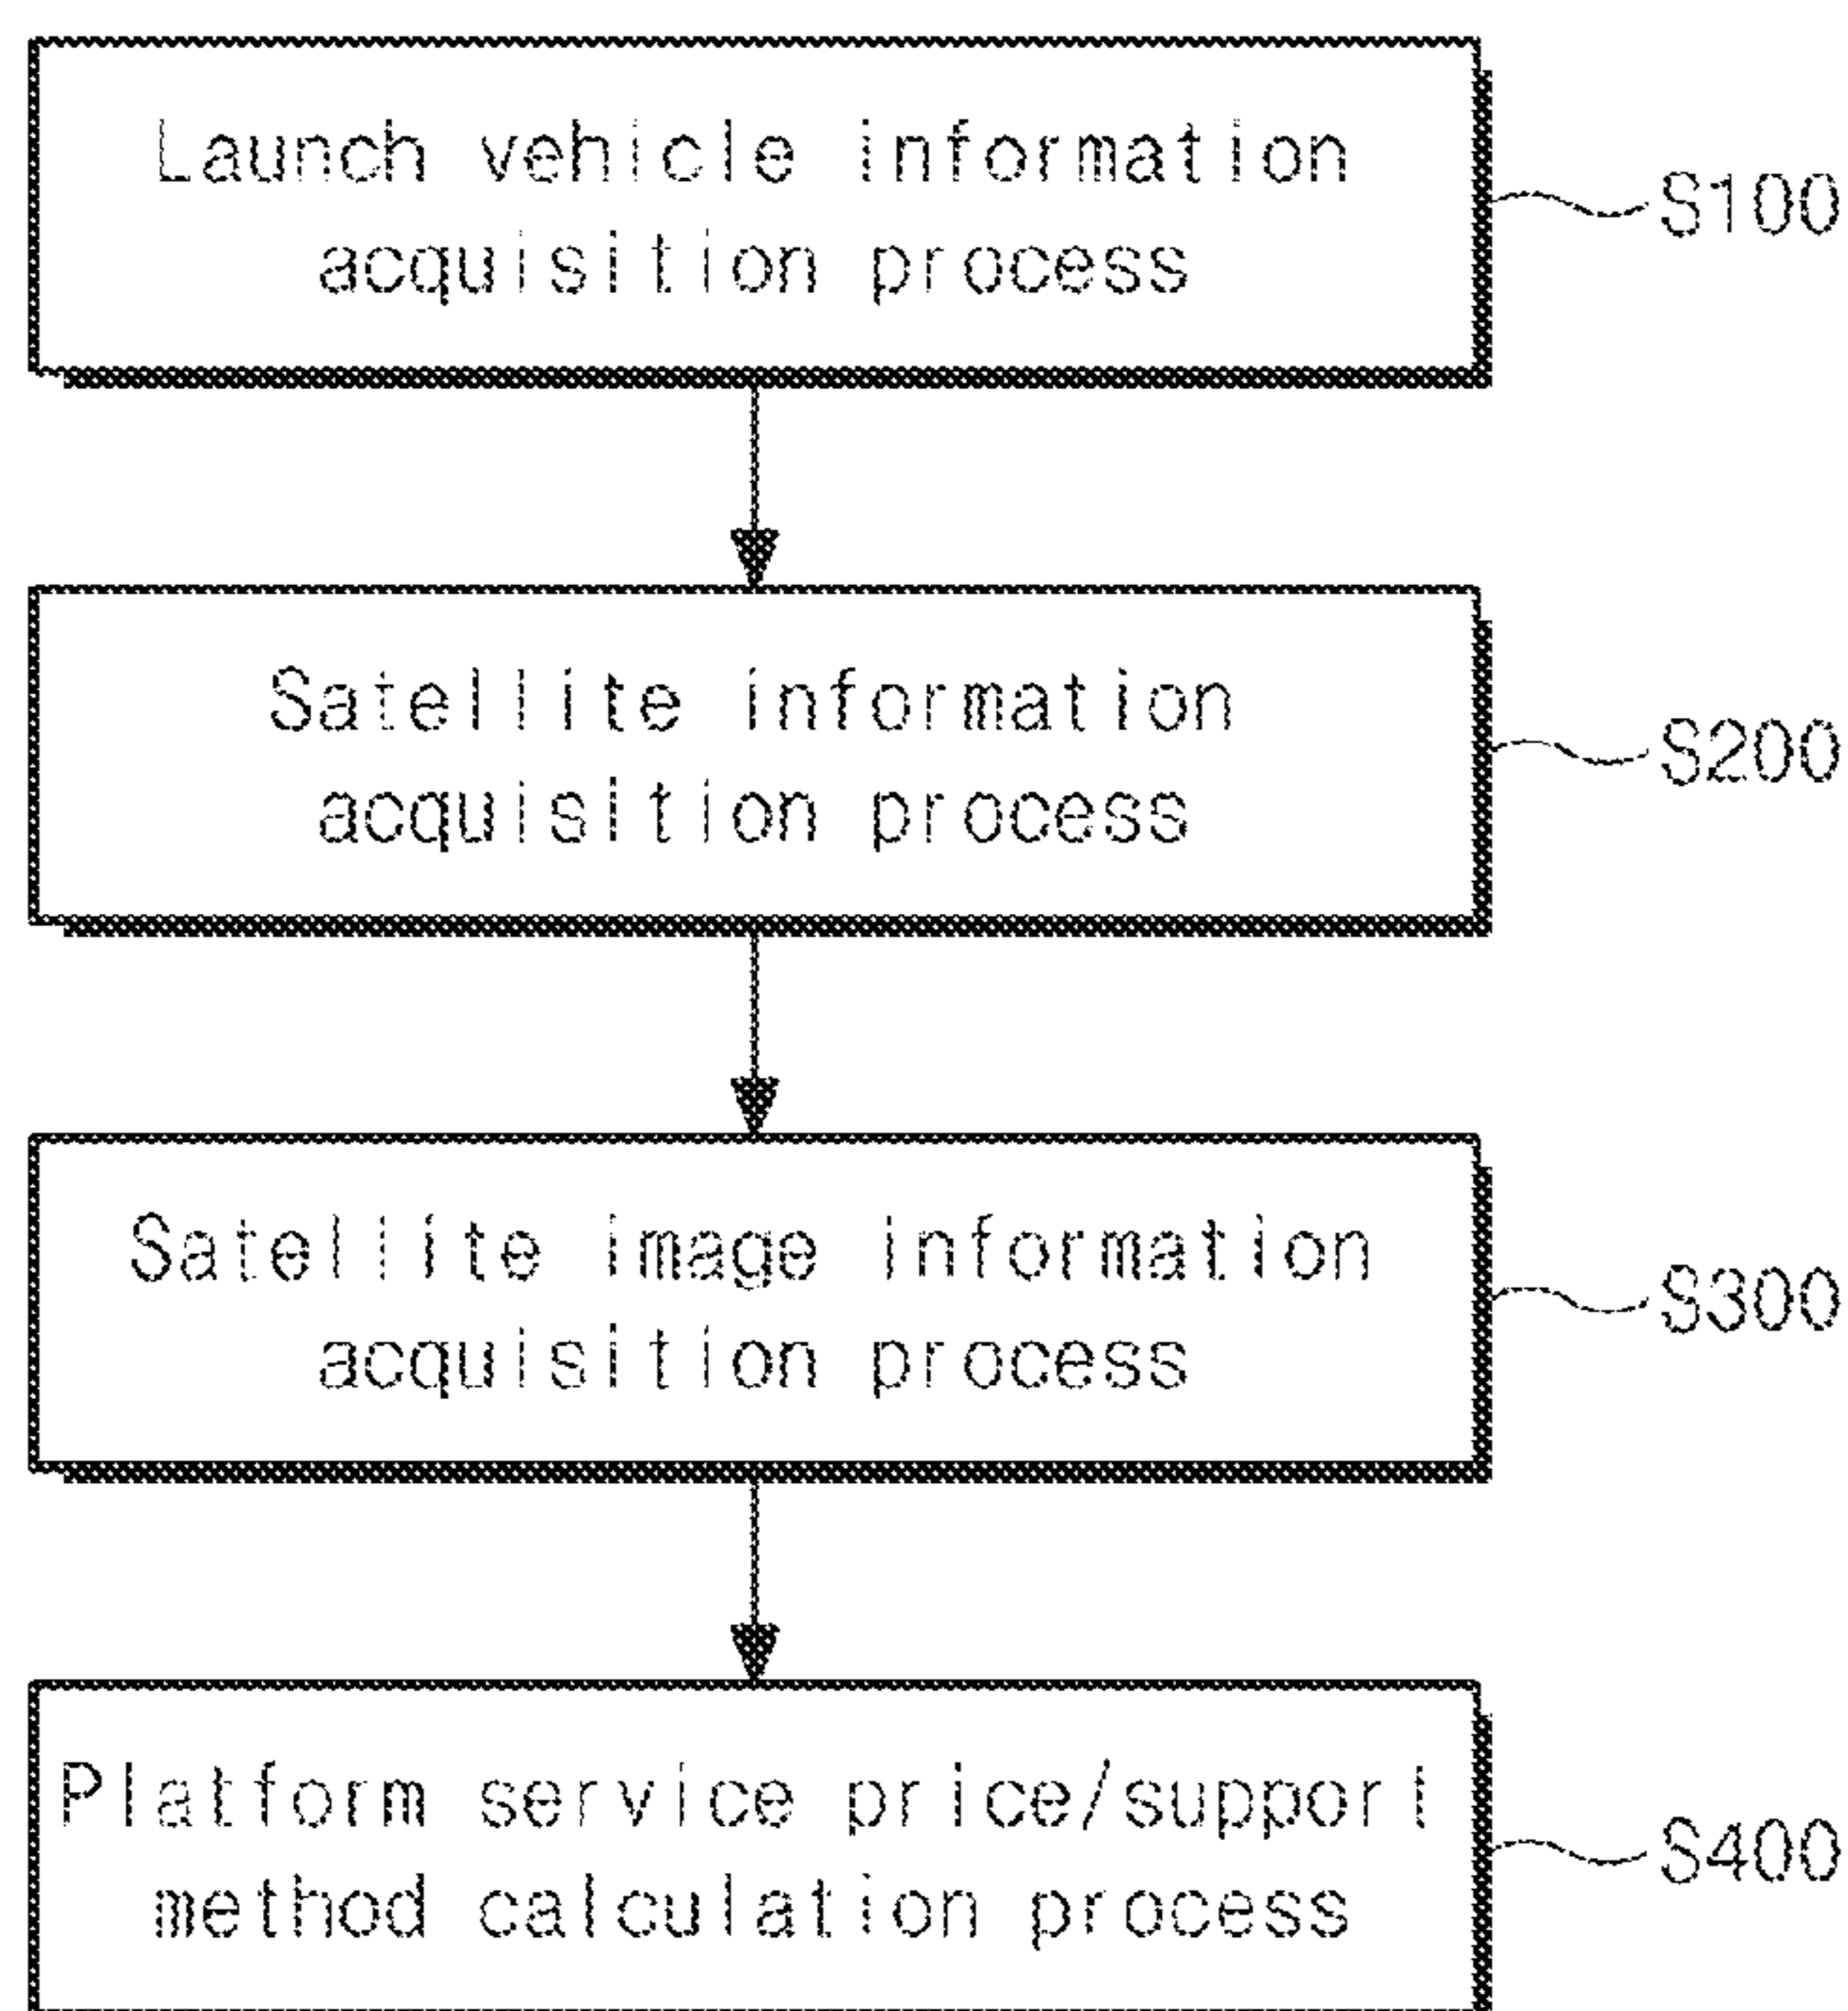 Launch vehicle information
acquisition process
S100
Satellite information
acquisition process
S200
Satellite image information
acquisition process
S300
Platform service price/support
method calculation process
S400